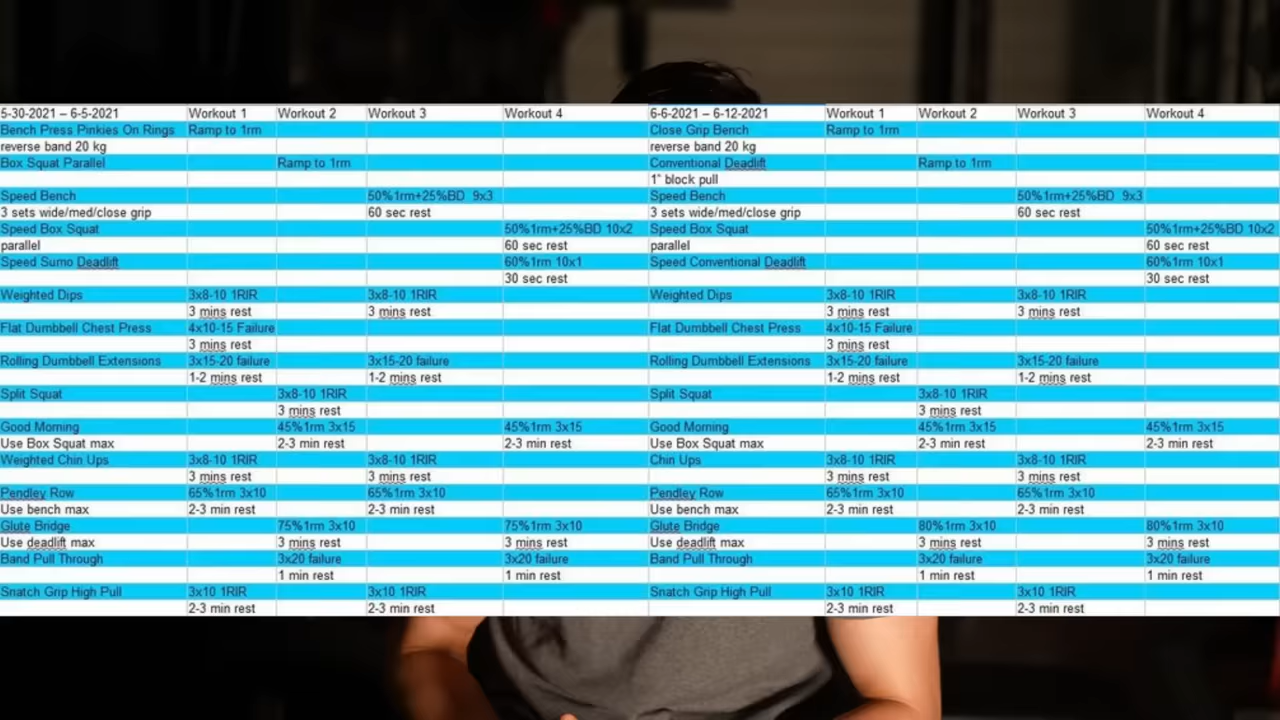 5-30-2021 – 6-5-2021 Workout 1 Workout 2 Workout 3 Workout 4 6-6-2021 – 6-12-2021 Workout 1 Workout 2 Workout 3 Workout 4
Bench Press Pinkies On Rings Ramp to 1rm Close Grip Bench Ramp to 1rm
reverse band 20 kg reverse band 20 kg
Box Squat Parallel Ramp to 1rm Conventional Deadlift Ramp to 1rm
1" block pull
Speed Bench 50%1rm+25%BD 9x3 Speed Bench 50%1rm+25%BD 9x3
3 sets wide/med/close grip 60 sec rest 3 sets wide/med/close grip 60 sec rest
Speed Box Squat 50%1rm+25%BD 10x2 Speed Box Squat 50%1rm+25%BD 10x2
parallel 60 sec rest parallel 60 sec rest
Speed Sumo Deadlift 60%1rm 10x1 Speed Conventional Deadlift 60%1rm 10x1
30 sec rest 30 sec rest
Weighted Dips 3x8-10 1RIR 3x8-10 1RIR Weighted Dips 3x8-10 1RIR 3x8-10 1RIR
3 mins rest 3 mins rest 3 mins rest 3 mins rest
Flat Dumbbell Chest Press 4x10-15 Failure Flat Dumbbell Chest Press 4x10-15 Failure
3 mins rest 3 mins rest
Rolling Dumbbell Extensions 3x15-20 failure 3x15-20 failure Rolling Dumbbell Extensions 3x15-20 failure 3x15-20 failure
1-2 mins rest 1-2 mins rest 1-2 mins rest 1-2 mins rest
Split Squat 3x8-10 1RIR Split Squat 3x8-10 1RIR
3 mins rest 3 mins rest
Good Morning 45%1rm 3x15 45%1rm 3x15 Good Morning 45%1rm 3x15 45%1rm 3x15
Use Box Squat max 2-3 min rest 2-3 min rest Use Box Squat max 2-3 min rest 2-3 min rest
Weighted Chin Ups 3x8-10 1RIR 3x8-10 1RIR Chin Ups 3x8-10 1RIR 3x8-10 1RIR
3 mins rest 3 mins rest 3 mins rest 3 mins rest
Pendley Row 65%1rm 3x10 65%1rm 3x10 Pendley Row 65%1rm 3x10 65%1rm 3x10
Use bench max 2-3 min rest 2-3 min rest Use bench max 2-3 min rest 2-3 min rest
Glute Bridge 75%1rm 3x10 75%1rm 3x10 Glute Bridge 80%1rm 3x10 80%1rm 3x10
Use deadlift max 3 mins rest 3 mins rest Use deadlift max 3 mins rest 3 mins rest
Band Pull Through 3x20 failure 3x20 failure Band Pull Through 3x20 failure 3x20 failure
1 min rest 1 min rest 1 min rest 1 min rest
Snatch Grip High Pull 3x10 1RIR 3x10 1RIR Snatch Grip High Pull 3x10 1RIR 3x10 1RIR
2-3 min rest 2-3 min rest 2-3 min rest 2-3 min rest